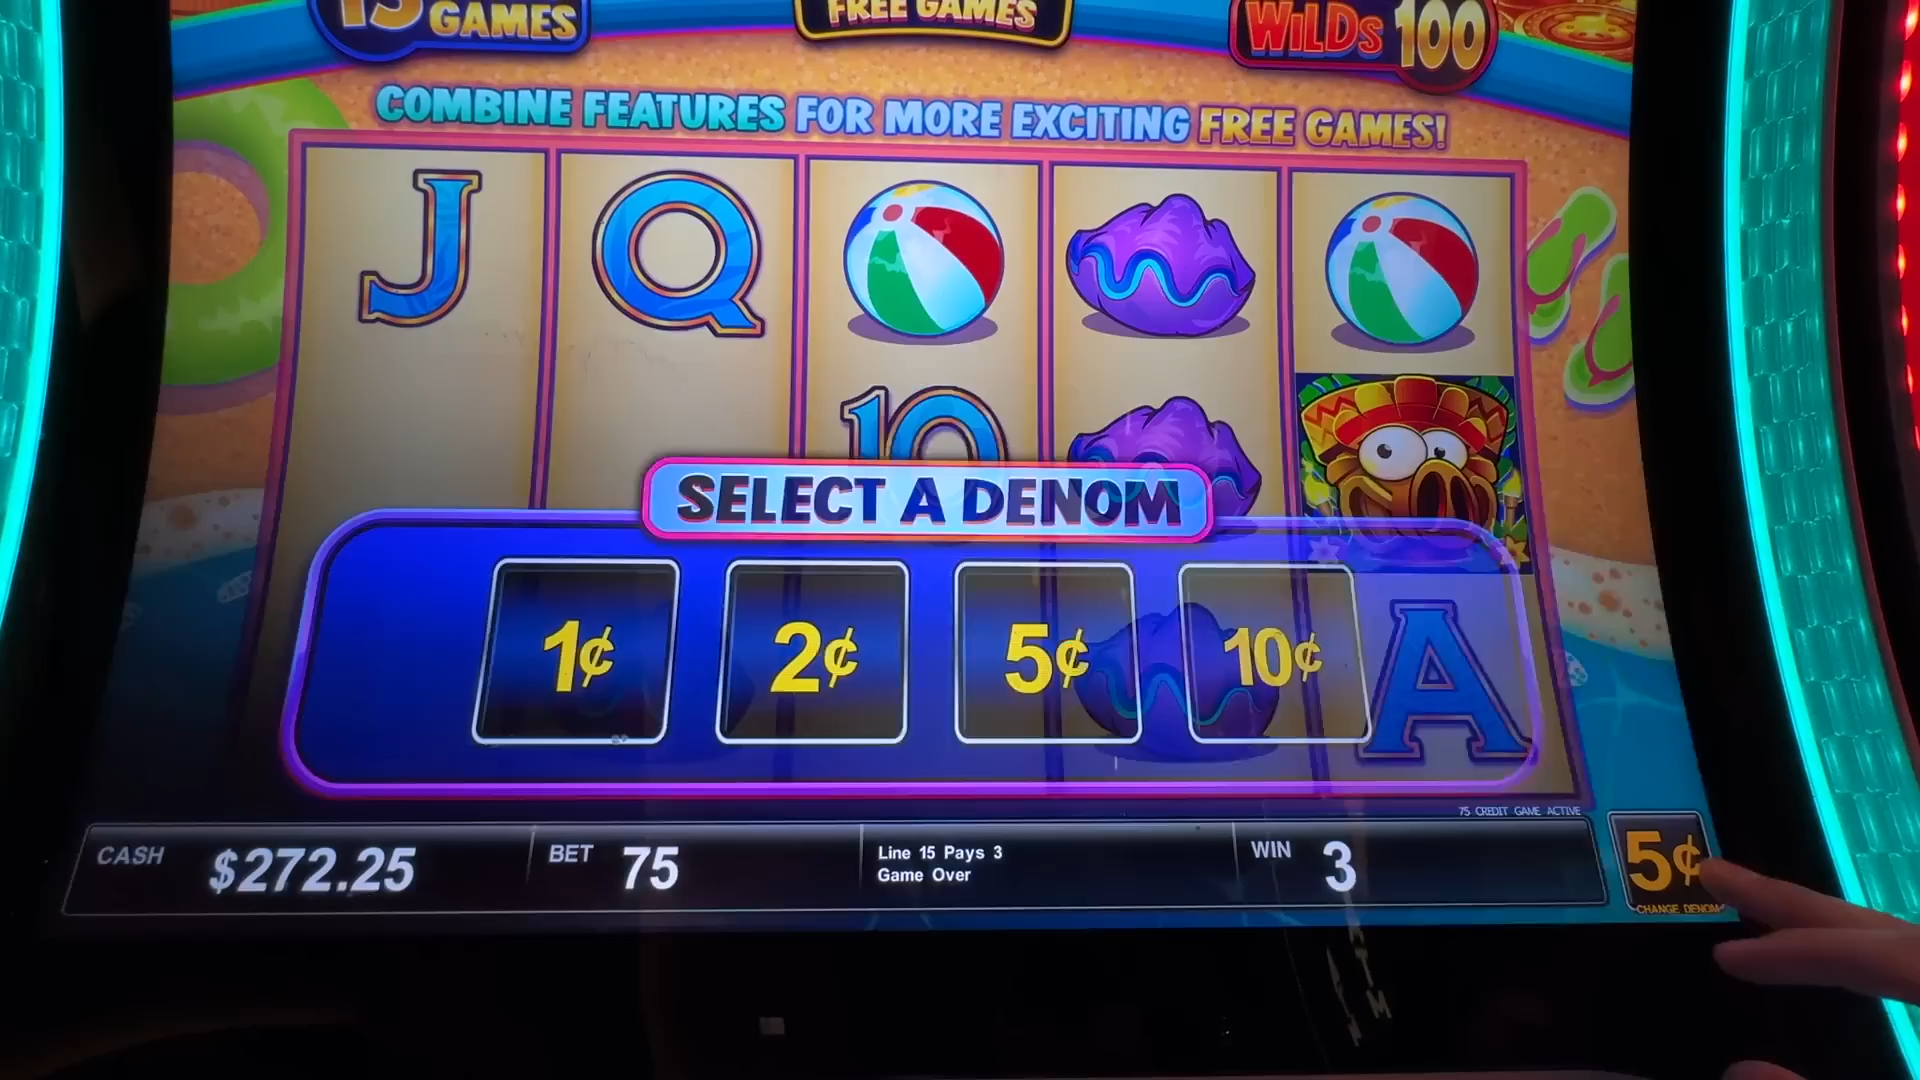 15 GAMES
FREE GAMES
WILDS 100
COMBINE FEATURES FOR MORE EXCITING FREE GAMES!
J
Q
10
SELECT A DENOM
1¢ 2¢ 5¢ 10¢
A
75 CREDIT GAME ACTIVE
CASH $272.25
BET 75
Line 15 Pays 3
Game Over
WIN 3
5¢
CHANGE DENOM